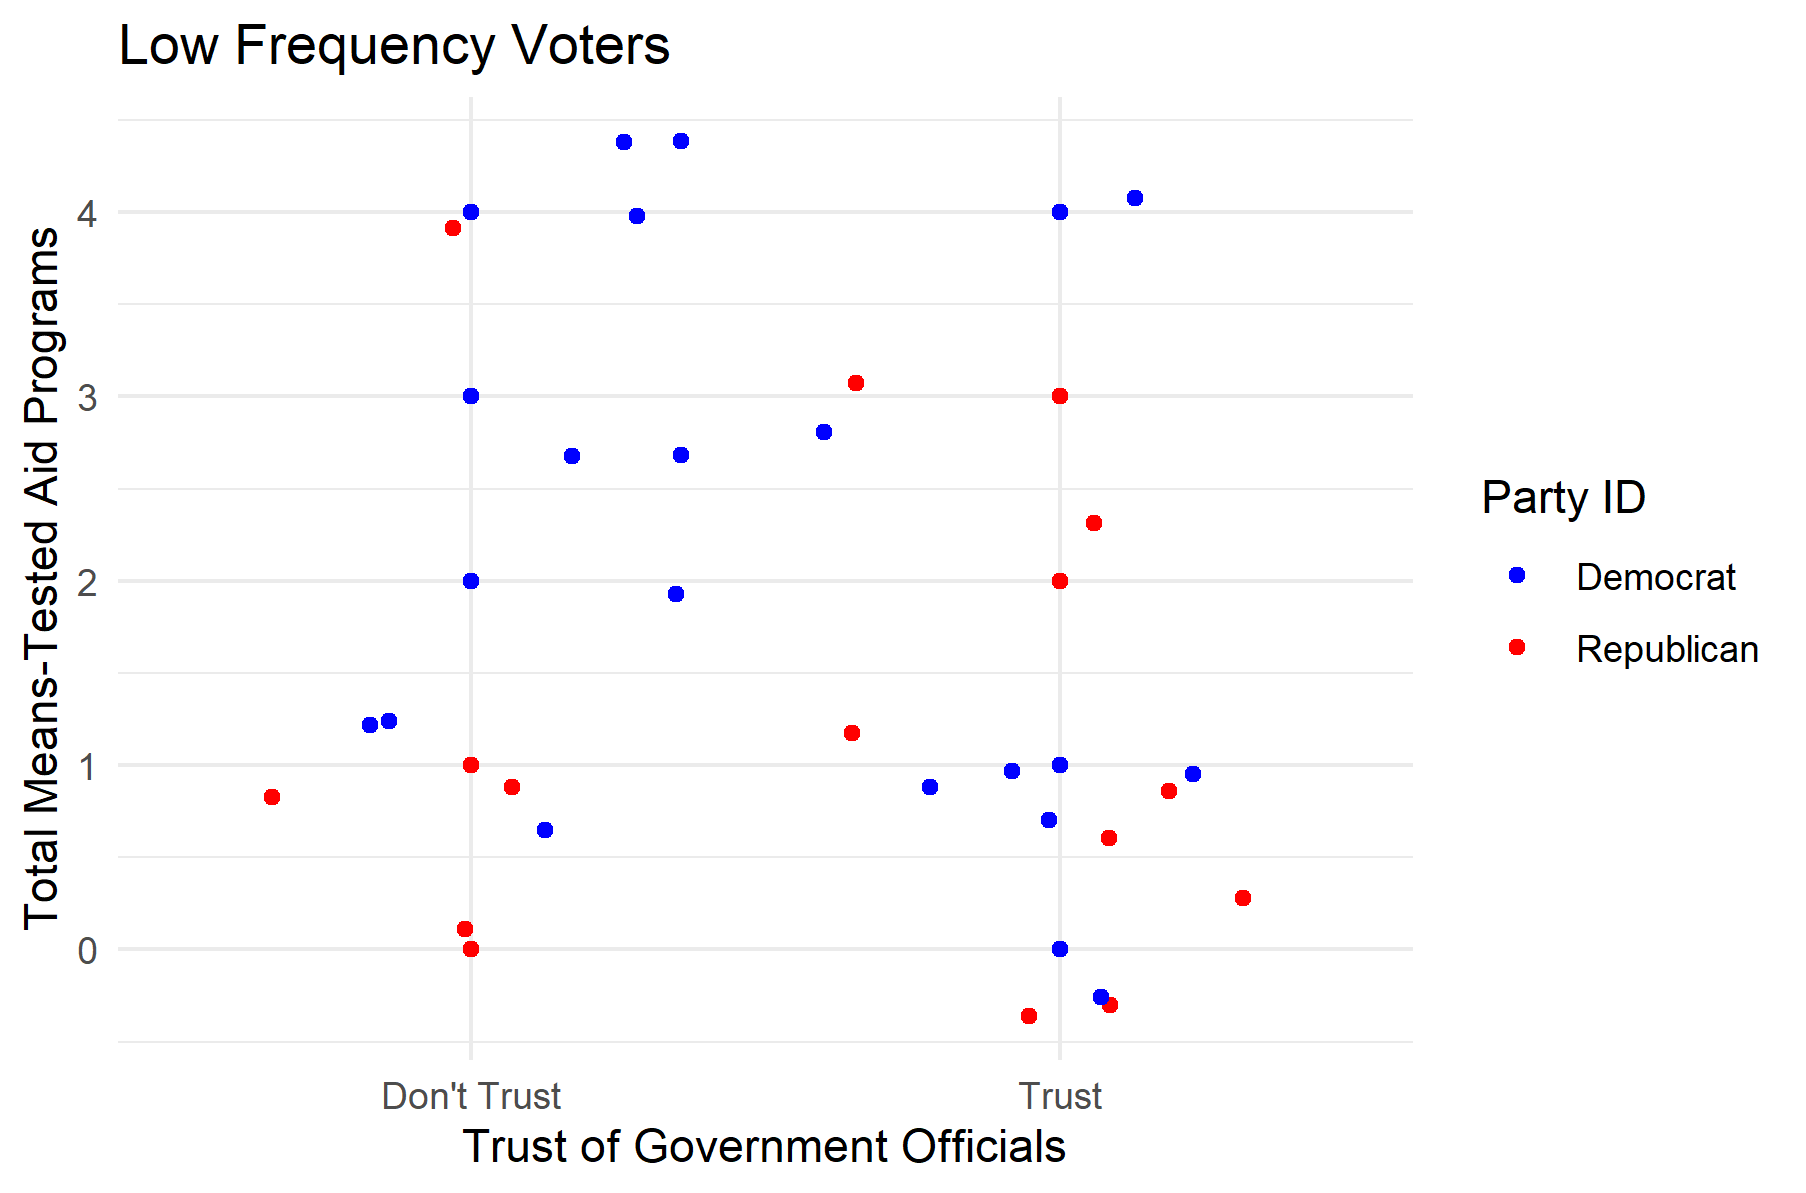 Low Frequency Voters
Total Means-Tested Aid Programs
4
3
2
1
0
Don't Trust
Trust
Trust of Government Officials
Party ID
Democrat
Republican